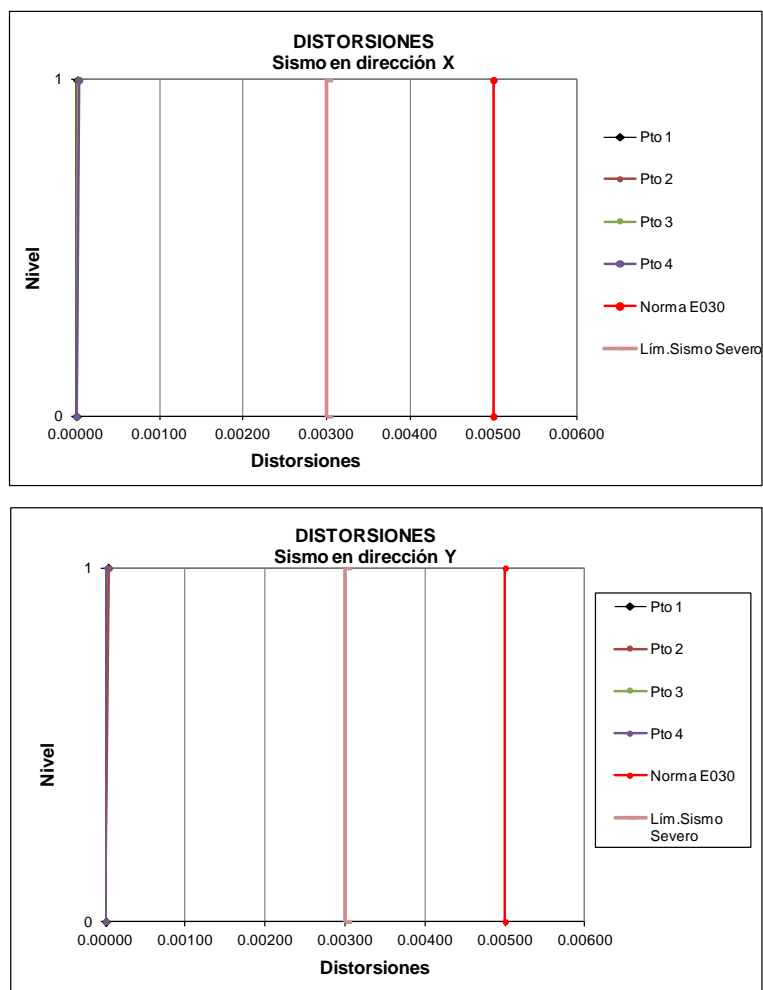 DISTORSIONES
Sismo en dirección X
1
Nivel
0
0.00000 0.00100 0.00200 0.00300 0.00400 0.00500 0.00600
Distorsiones
Pto 1
Pto 2
Pto 3
Pto 4
Norma E030
Lím.Sismo Severo
DISTORSIONES
Sismo en dirección Y
1
Nivel
0
0.00000 0.00100 0.00200 0.00300 0.00400 0.00500 0.00600
Distorsiones
Pto 1
Pto 2
Pto 3
Pto 4
Norma E030
Lím.Sismo
Severo